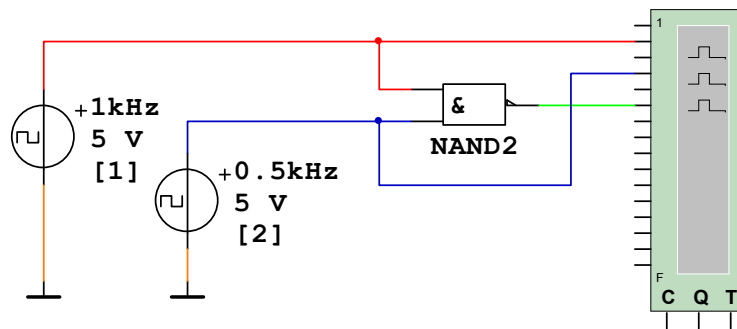 1
+1kHz
5 V
[1]
&
NAND2
+0.5kHz
5 V
[2]
F
C Q T